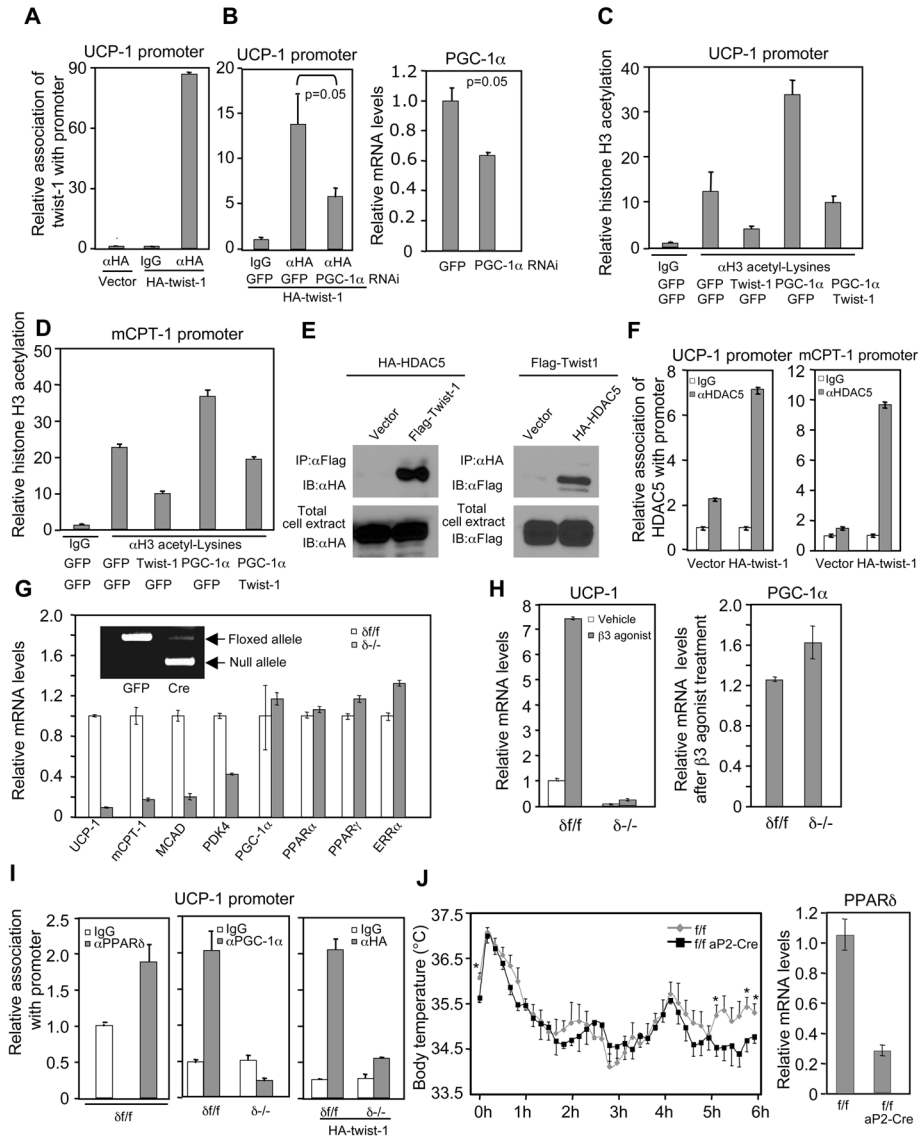 A
UCP-1 promoter
Relative association of
twist-1 with promoter
90
60
30
0
αHA IgG αHA
Vector HA-twist-1
B
UCP-1 promoter
20
15
10
5
0
p=0.05
IgG αHA αHA
GFP GFP PGC-1α RNAi
HA-twist-1
PGC-1α
Relative mRNA levels
1.2
1.0
0.8
0.6
0.4
0.2
0
p=0.05
GFP PGC-1α RNAi
C
UCP-1 promoter
Relative histone H3 acetylation
40
30
20
10
0
IgG αH3 acetyl-Lysines
GFP GFP Twist-1 PGC-1α PGC-1α
GFP GFP GFP GFP Twist-1
D
mCPT-1 promoter
Relative histone H3 acetylation
50
40
30
20
10
0
IgG αH3 acetyl-Lysines
GFP GFP Twist-1 PGC-1α PGC-1α
GFP GFP GFP GFP Twist-1
E
HA-HDAC5
Vector
Flag-Twist-1
IP:αFlag
IB:αHA
Total
cell extract
IB:αHA
Flag-Twist1
Vector
HA-HDAC5
IP:αHA
IB:αFlag
Total
cell extract
IB:αFlag
F
UCP-1 promoter
Relative association of
HDAC5 with promoter
8
6
4
2
0
IgG
αHDAC5
Vector HA-twist-1
mCPT-1 promoter
12
10
8
6
4
2
0
IgG
αHDAC5
Vector HA-twist-1
G
Relative mRNA levels
2.0
1.6
1.2
0.8
0.4
0
Floxed allele
Null allele
GFP Cre
δf/f
δ-/-
UCP-1
mCPT-1
MCAD
PDK4
PGC-1α
PPARα
PPARγ
ERRα
H
UCP-1
Relative mRNA levels
8
7
6
5
4
3
2
1
0
Vehicle
β3 agonist
δf/f δ-/-
PGC-1α
Relative mRNA levels
after β3 agonist treatment
2.0
1.6
1.2
0.8
0.4
0
δf/f δ-/-
I
UCP-1 promoter
Relative association
with promoter
2.5
2.0
1.5
1.0
0.5
0
IgG
αPPARδ
δf/f
IgG
αPGC-1α
δf/f δ-/-
IgG
αHA
δf/f δ-/-
HA-twist-1
J
Body temperature (°C)
37.5
36.5
35.5
34.5
33.5
f/f
f/f aP2-Cre
*
* * *
0h 1h 2h 3h 4h 5h 6h
PPARδ
Relative mRNA levels
1.2
1.0
0.8
0.6
0.4
0.2
0
f/f f/f
aP2-Cre